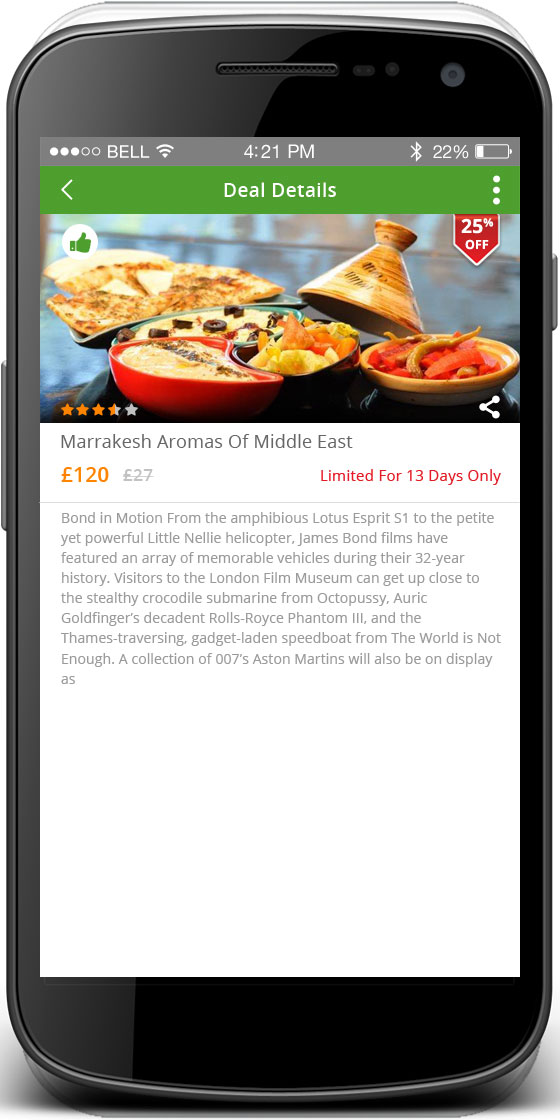 BELL 4:21 PM 22%
Deal Details
25%
OFF
Marrakesh Aromas Of Middle East
£120 £27 Limited For 13 Days Only
Bond in Motion From the amphibious Lotus Esprit S1 to the petite
yet powerful Little Nellie helicopter, James Bond films have
featured an array of memorable vehicles during their 32-year
history. Visitors to the London Film Museum can get up close to
the stealthy crocodile submarine from Octopussy, Auric
Goldfinger’s decadent Rolls-Royce Phantom III, and the
Thames-traversing, gadget-laden speedboat from The World is Not
Enough. A collection of 007’s Aston Martins will also be on display
as